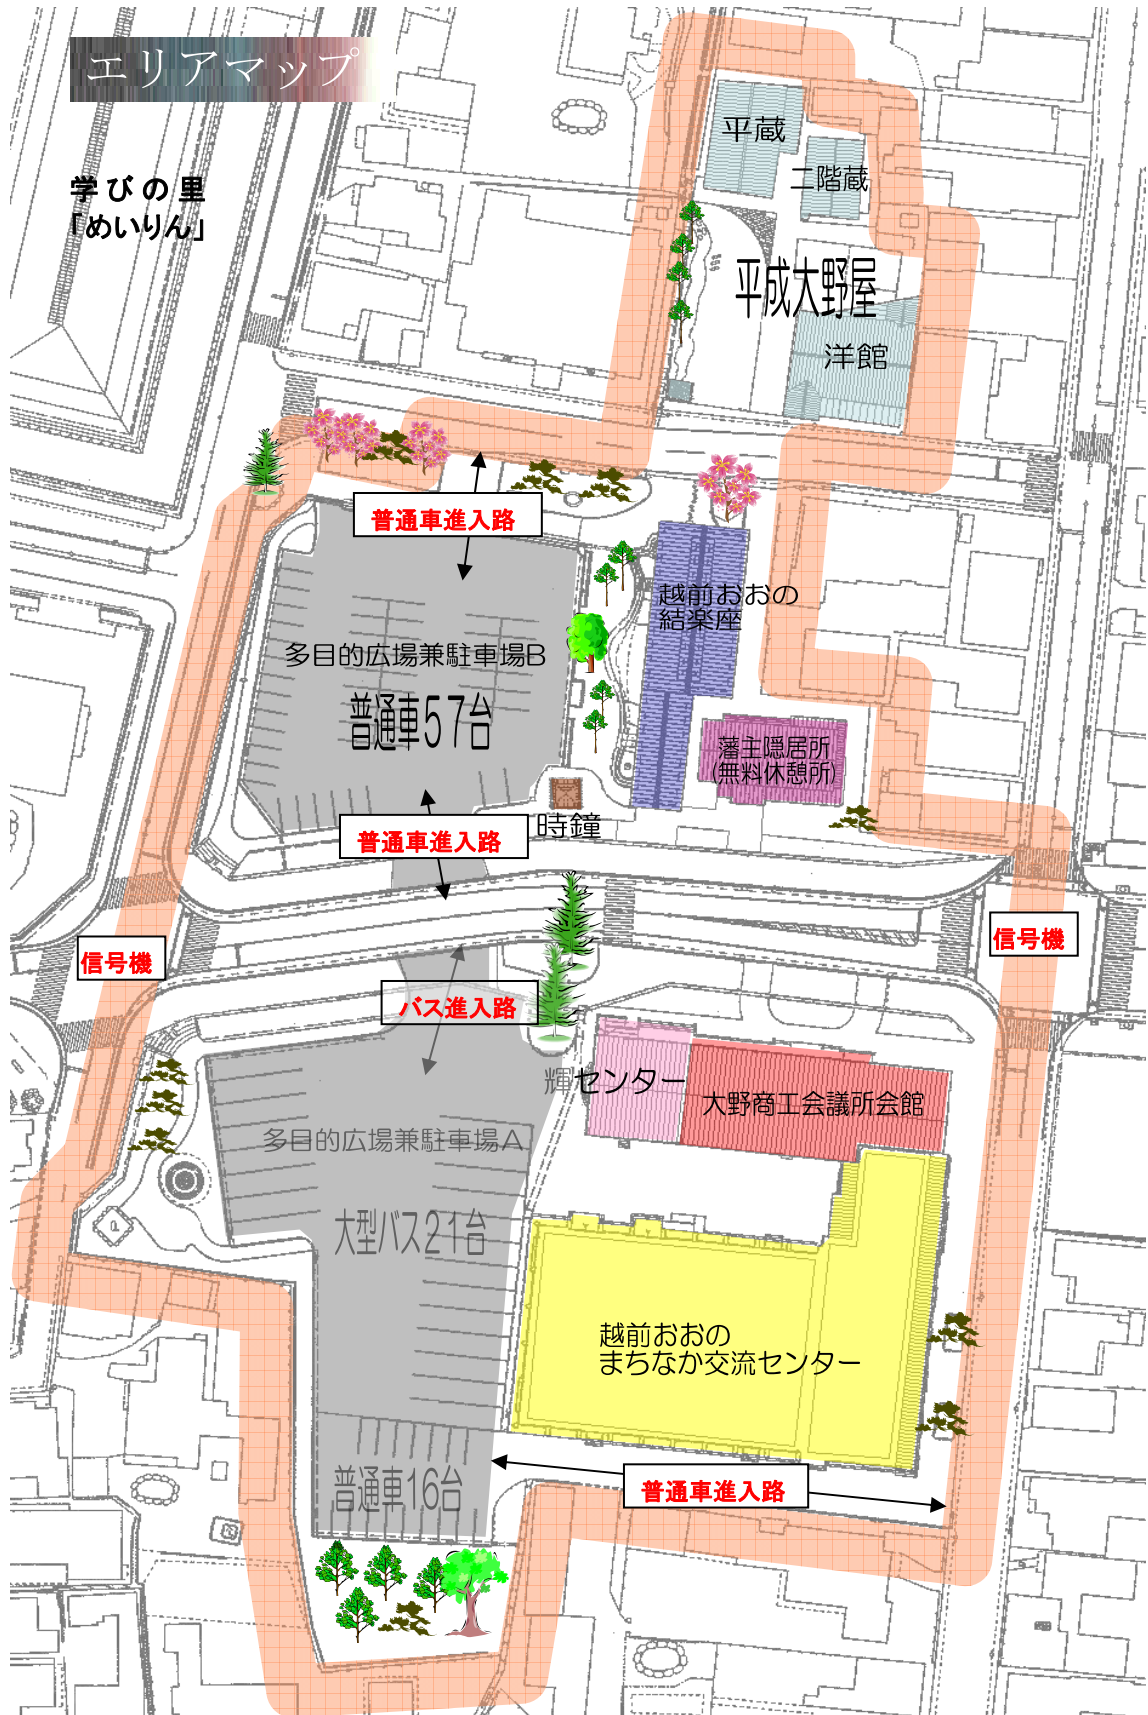 エリアマップ
学びの里
「めいりん」
平蔵
二階蔵
平成大野屋
洋館
普通車進入路
越前おおの
結楽座
多目的広場兼駐車場B
普通車57台
藩主隠居所
(無料休憩所)
時鐘
普通車進入路
信号機
信号機
バス進入路
輝センター
大野商工会議所会館
多目的広場兼駐車場A
大型バス21台
越前おおの
まちなか交流センター
普通車16台
普通車進入路